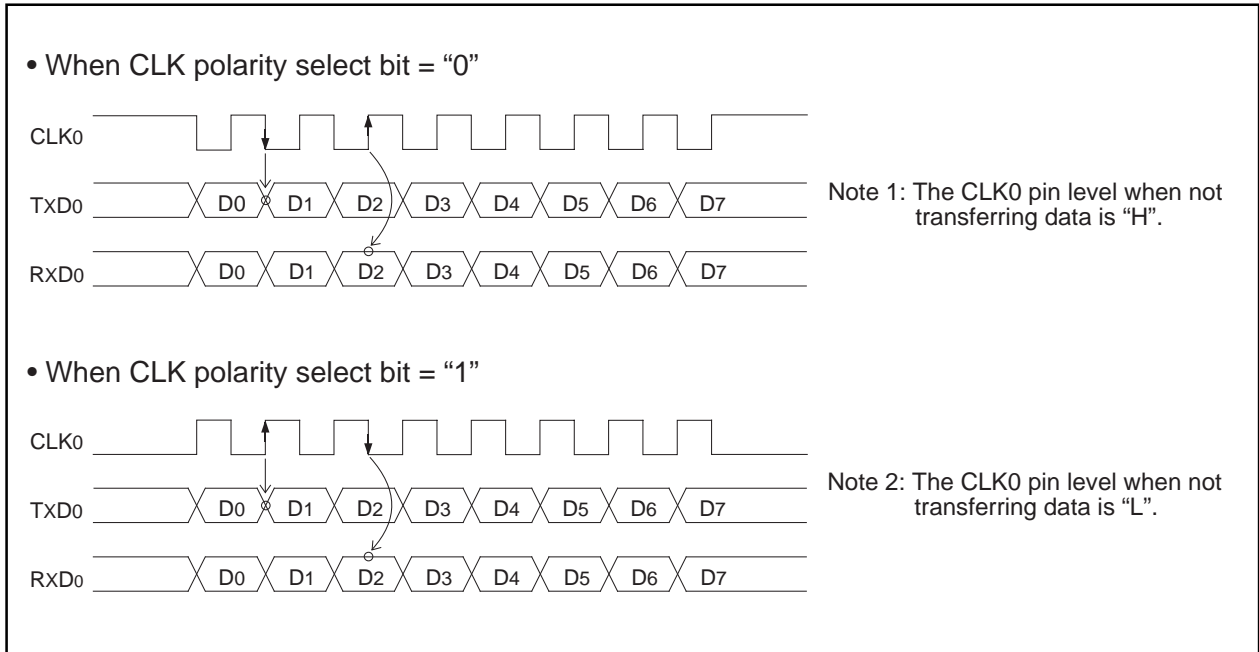 • When CLK polarity select bit = “0”
CLK0
TXD0 D0 D1 D2 D3 D4 D5 D6 D7
RXD0 D0 D1 D2 D3 D4 D5 D6 D7
Note 1: The CLK0 pin level when not
transferring data is “H”.
• When CLK polarity select bit = “1”
CLK0
TXD0 D0 D1 D2 D3 D4 D5 D6 D7
RXD0 D0 D1 D2 D3 D4 D5 D6 D7
Note 2: The CLK0 pin level when not
transferring data is “L”.